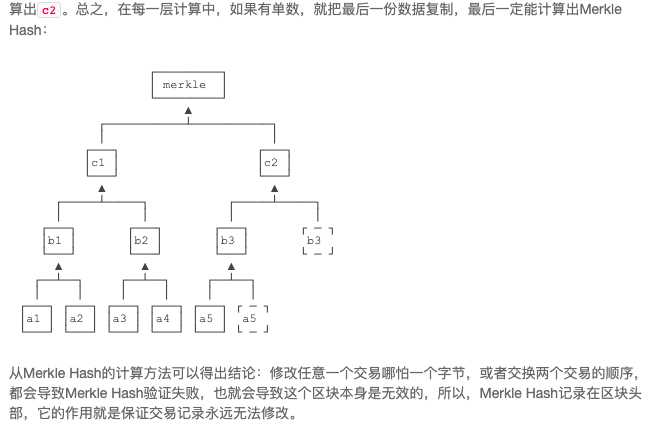 算出c2。总之，在每一层计算中，如果有单数，就把最后一份数据复制，最后一定能计算出Merkle
Hash：
merkle
c1 c2
b1 b2 b3 b3
a1 a2 a3 a4 a5 a5
从Merkle Hash的计算方法可以得出结论：修改任意一个交易哪怕一个字节，或者交换两个交易的顺序，
都会导致Merkle Hash验证失败，也就会导致这个区块本身是无效的，所以，Merkle Hash记录在区块头
部，它的作用就是保证交易记录永远无法修改。